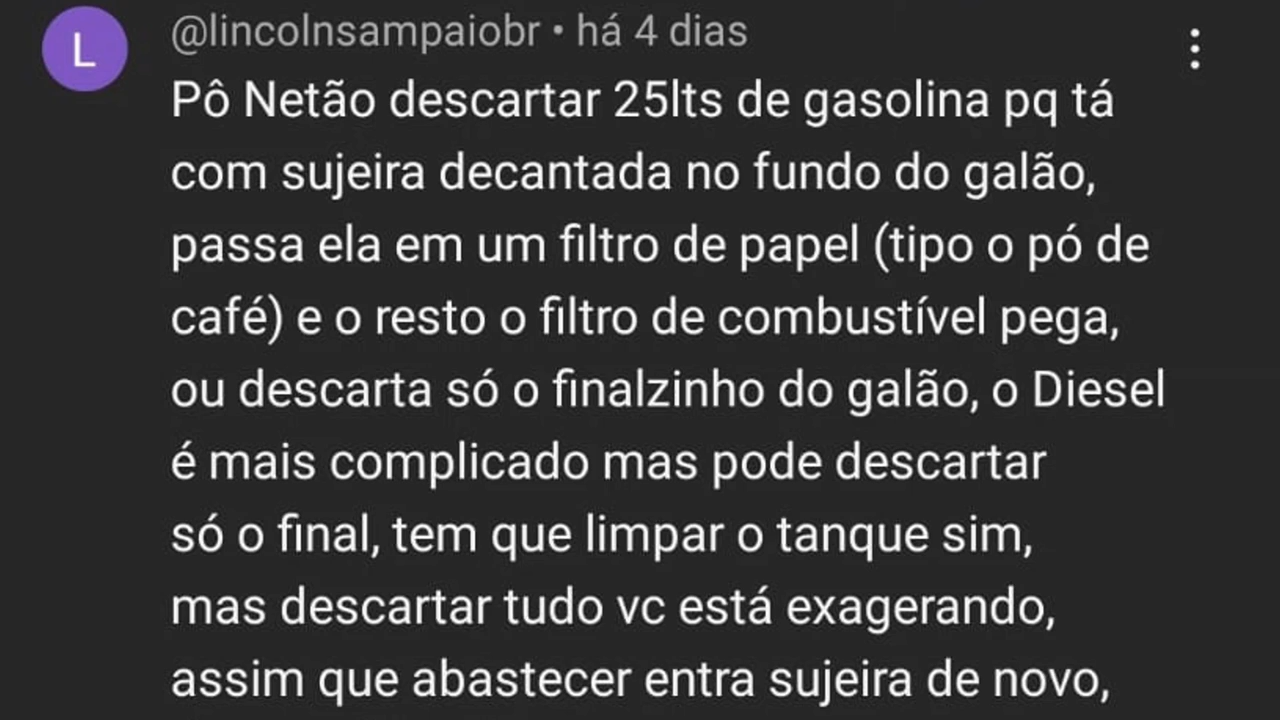 L
@lincolnsampaiobr • há 4 dias
Pô Netão descartar 25lts de gasolina pq tá
com sujeira decantada no fundo do galão,
passa ela em um filtro de papel (tipo o pó de
café) e o resto o filtro de combustível pega,
ou descarta só o finalzinho do galão, o Diesel
é mais complicado mas pode descartar
só o final, tem que limpar o tanque sim,
mas descartar tudo vc está exagerando,
assim que abastecer entra sujeira de novo,